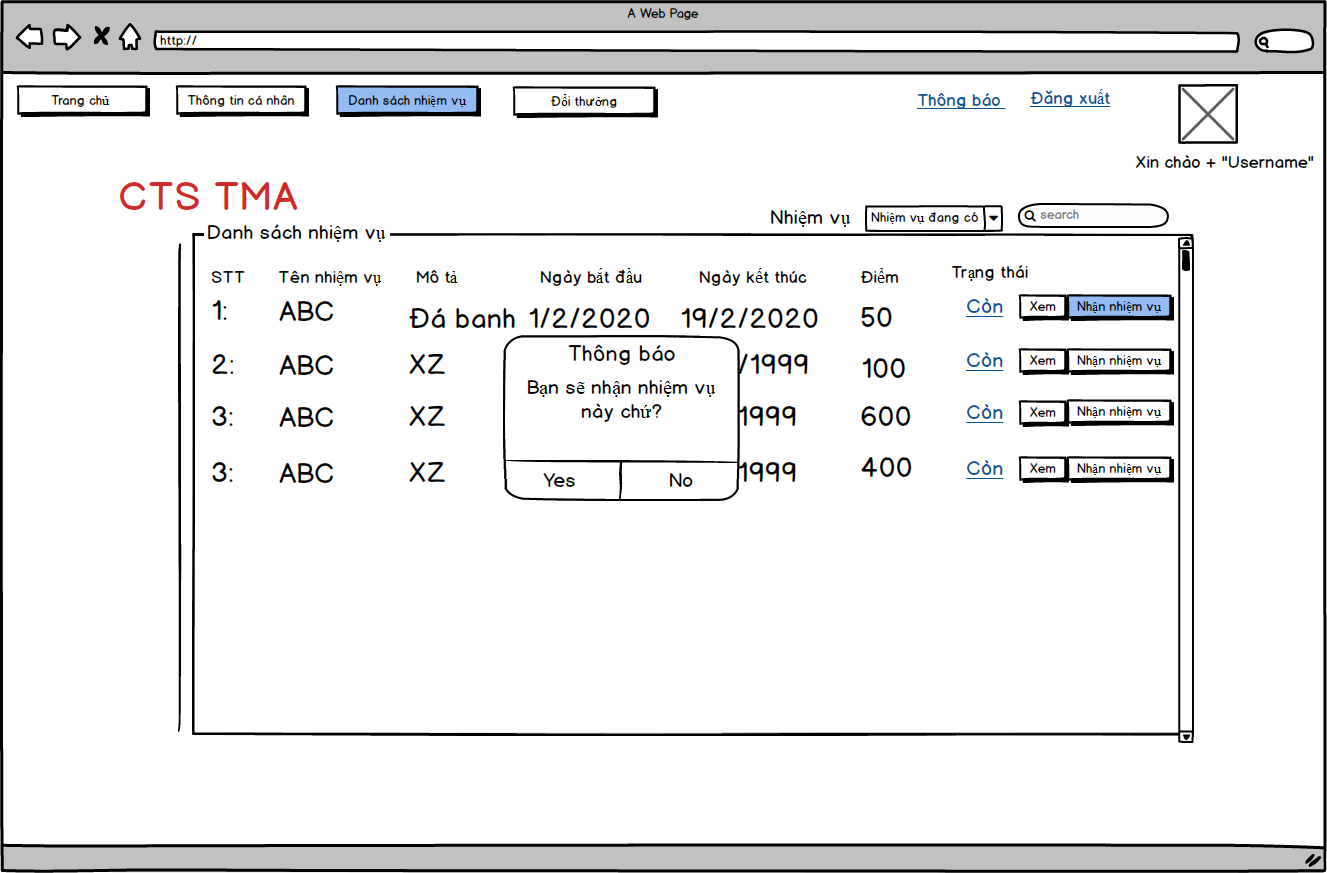 A Web Page
http://
Trang chủ
Thông tin cá nhân
Danh sách nhiệm vụ
Đổi thưởng
Thông báo
Đăng xuất
Xin chào + "Username"
CTS TMA
Nhiệm vụ
Nhiệm vụ đang có
search
Danh sách nhiệm vụ
STT Tên nhiệm vụ Mô tả Ngày bắt đầu Ngày kết thúc Điểm Trạng thái
1: ABC Đá banh 1/2/2020 19/2/2020 50 Còn Xem Nhận nhiệm vụ
2: ABC XZ /1999 100 Còn Xem Nhận nhiệm vụ
3: ABC XZ 1999 600 Còn Xem Nhận nhiệm vụ
3: ABC XZ 1999 400 Còn Xem Nhận nhiệm vụ
Thông báo
Bạn sẽ nhận nhiệm vụ
này chứ?
Yes No